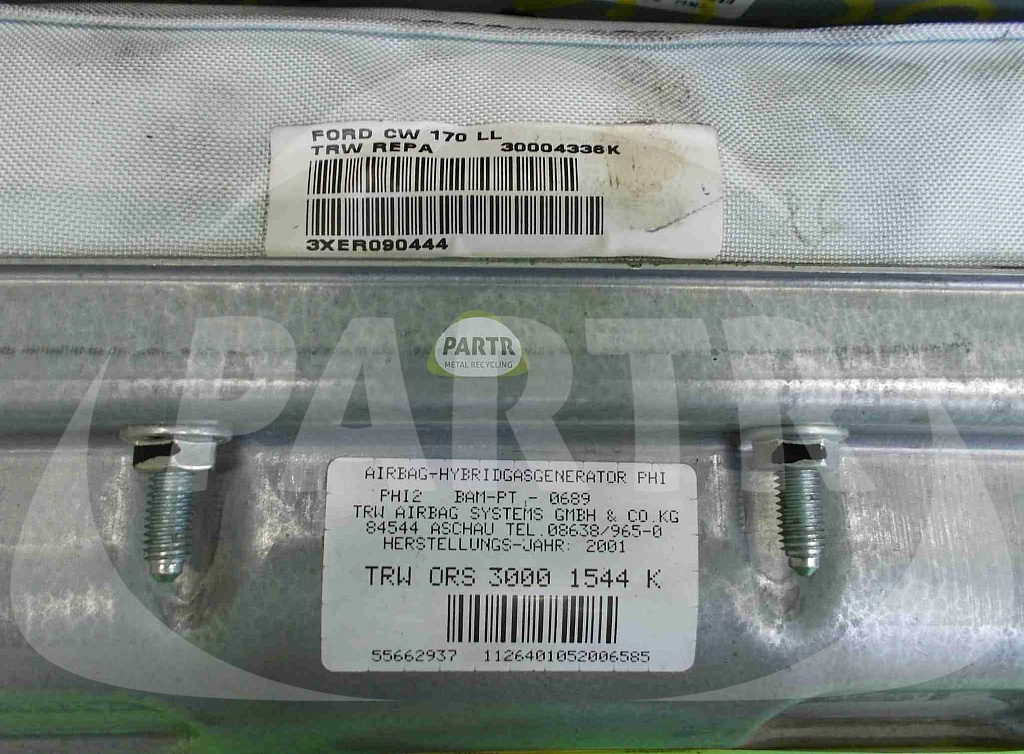 FORD CW 170 LL
TRW REPA 30004336K
3XER090444
PARTR
PARTR
METAL RECYCLING
AIRBAG-HYBRIDGASGENERATOR PHI
PHI2 BAM-PT.- 0689
TRW AIRBAG SYSTEMS GMBH & CO.KG
84544 ASCHAU TEL.08638/965-0
HERSTELLUNGS-JAHR: 2001
TRW ORS 3000 1544 K
55662937 1126401052006585